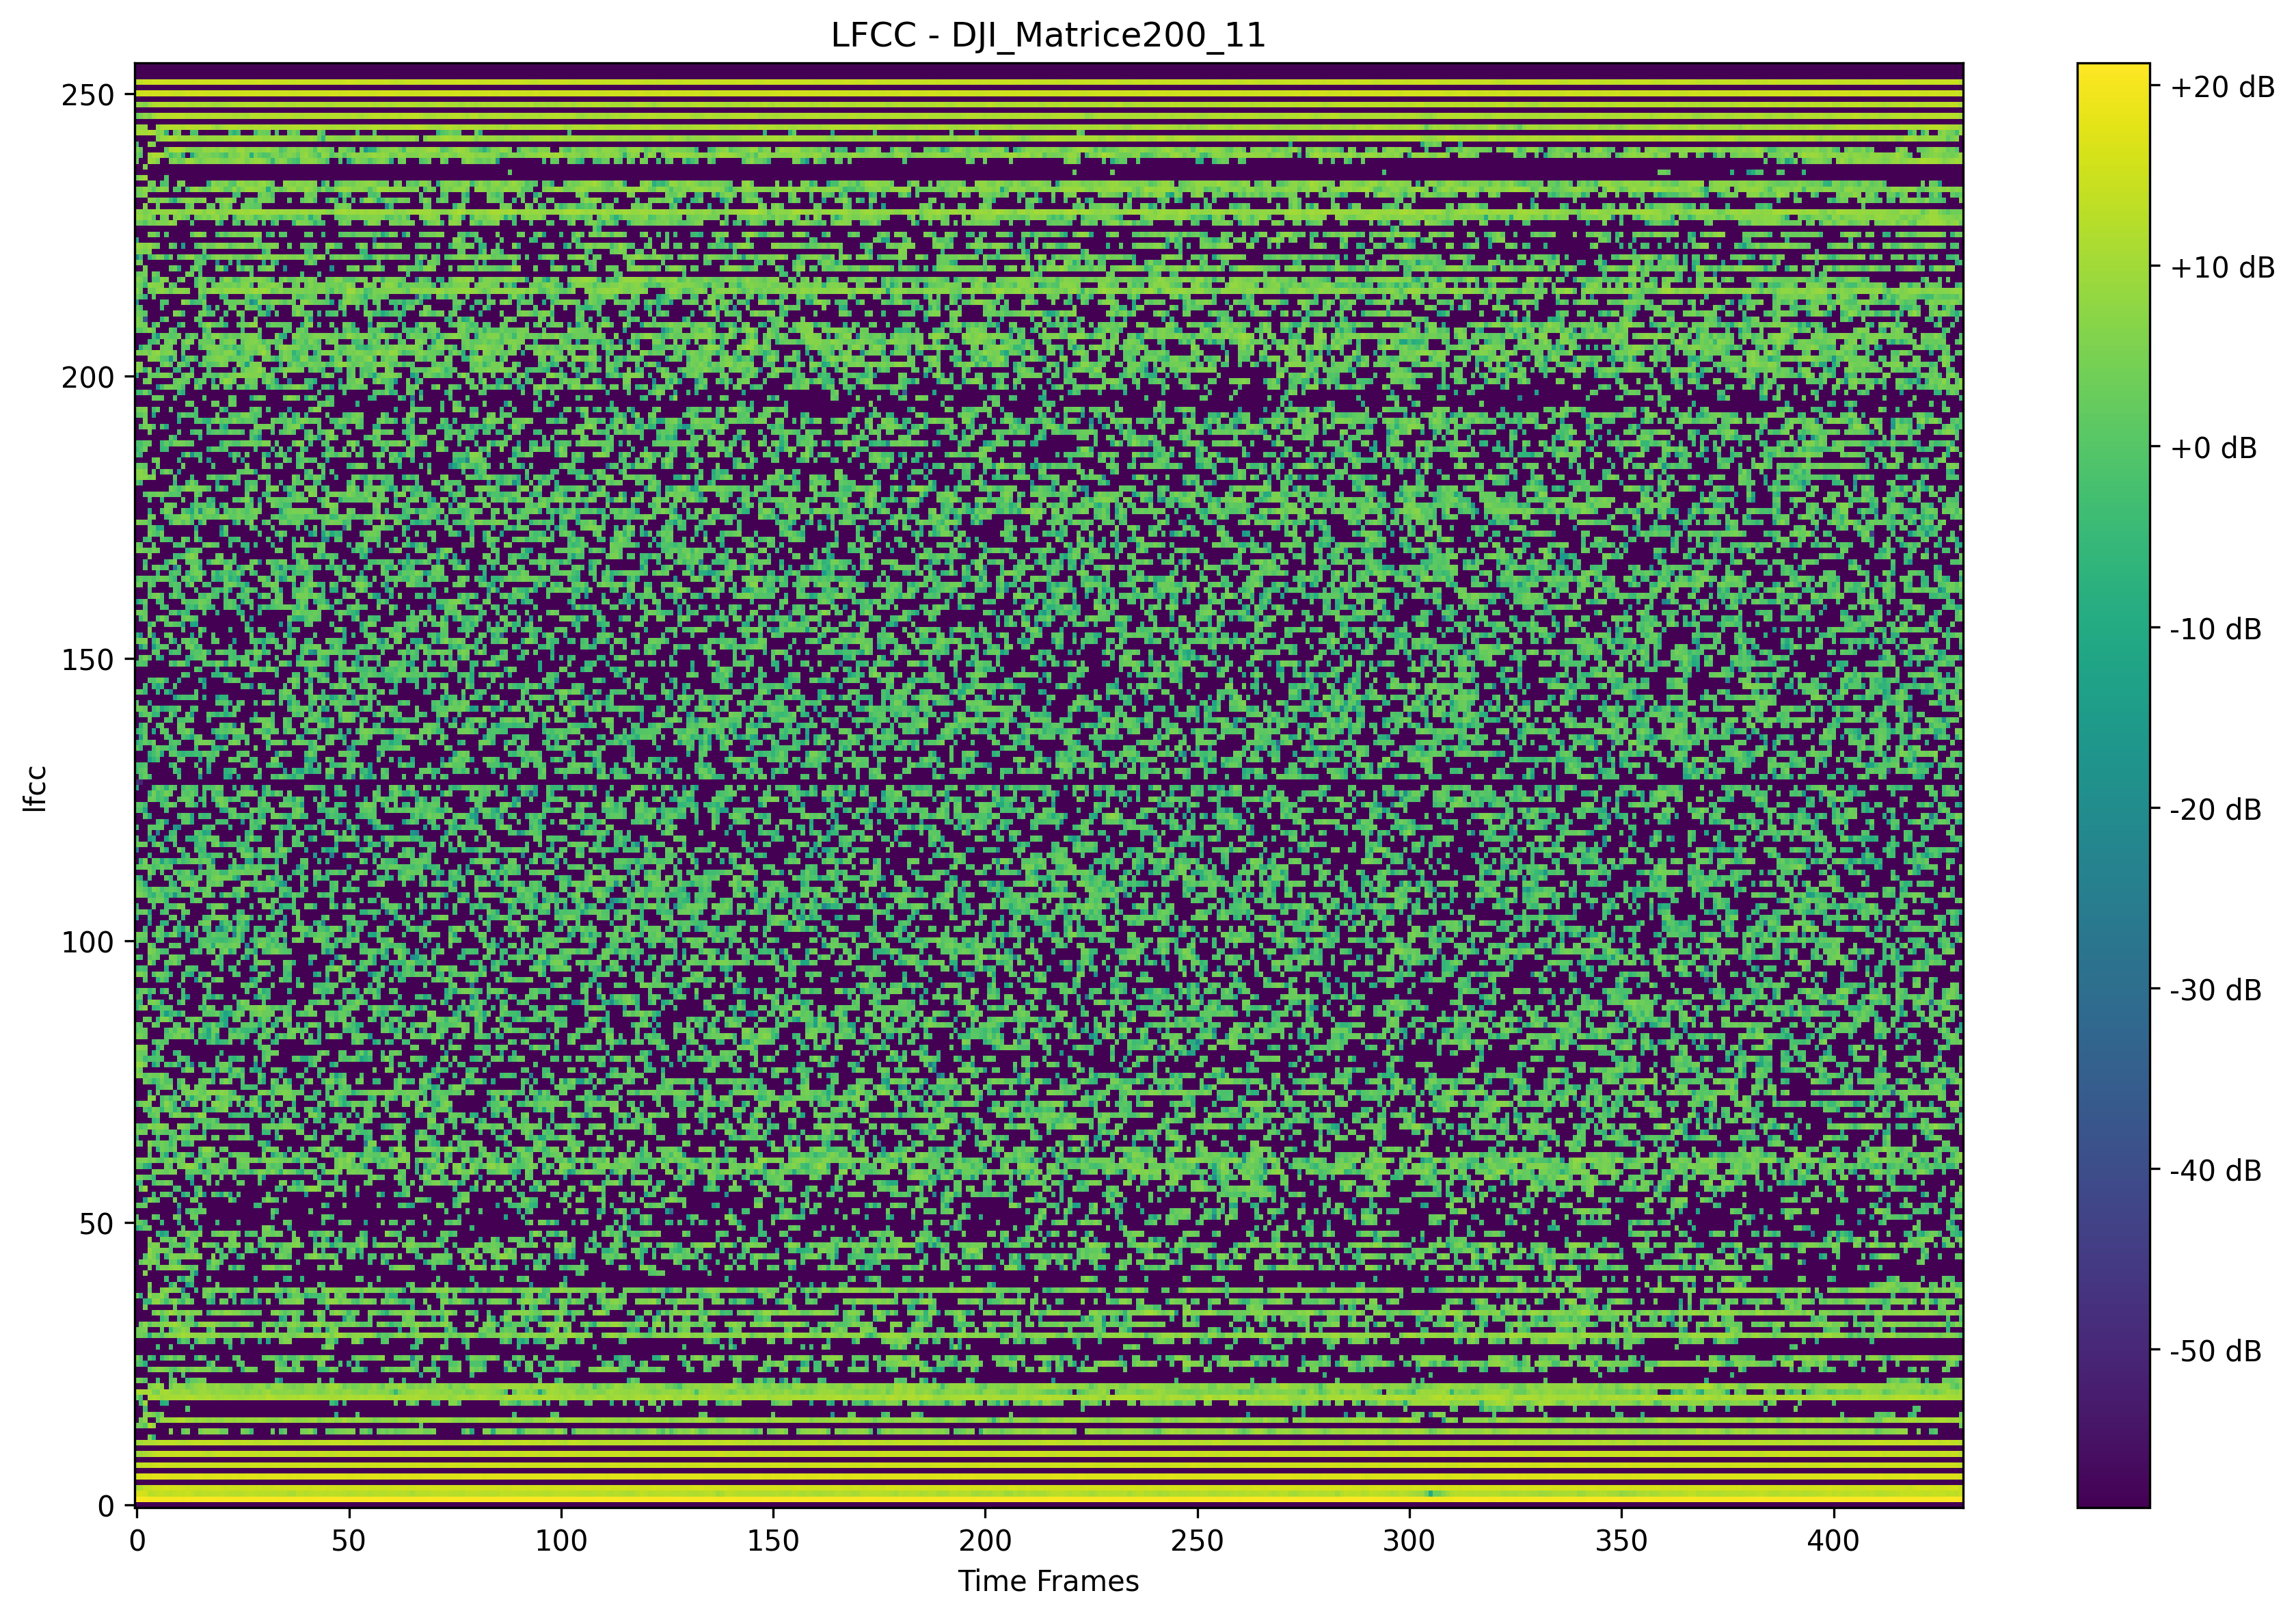 LFCC - DJI_Matrice200_11
250
200
150
100
50
0
lfcc
0 50 100 150 200 250 300 350 400
Time Frames
+20 dB
+10 dB
+0 dB
-10 dB
-20 dB
-30 dB
-40 dB
-50 dB